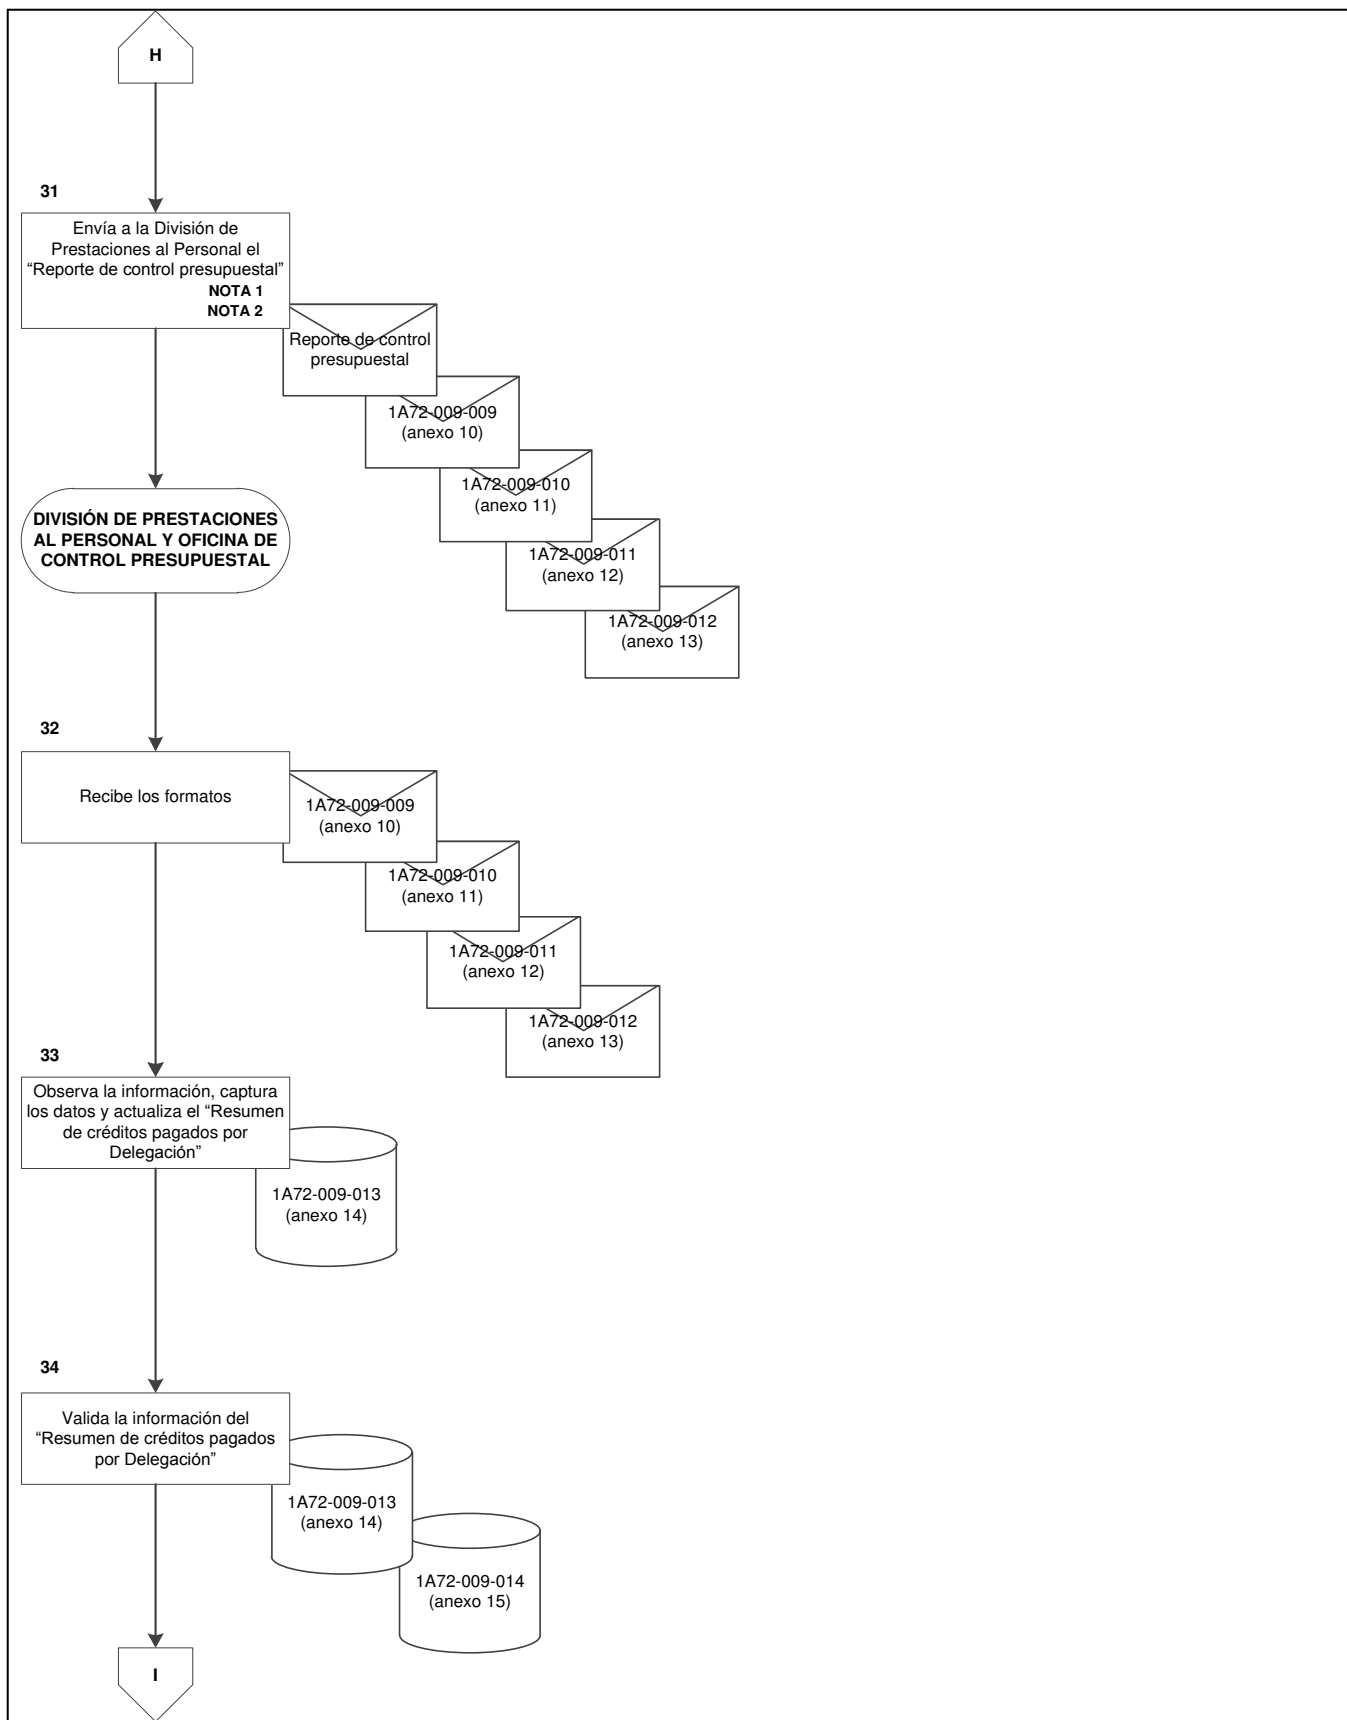 H
31
Envía a la División de
Prestaciones al Personal el
“Reporte de control presupuestal”
NOTA 1
NOTA 2
Reporte de control
presupuestal
1A72-009-009
(anexo 10)
1A72-009-010
(anexo 11)
1A72-009-011
(anexo 12)
1A72-009-012
(anexo 13)
DIVISIÓN DE PRESTACIONES
AL PERSONAL Y OFICINA DE
CONTROL PRESUPUESTAL
32
Recibe los formatos
1A72-009-009
(anexo 10)
1A72-009-010
(anexo 11)
1A72-009-011
(anexo 12)
1A72-009-012
(anexo 13)
33
Observa la información, captura
los datos y actualiza el “Resumen
de créditos pagados por
Delegación”
1A72-009-013
(anexo 14)
34
Valida la información del
“Resumen de créditos pagados
por Delegación”
1A72-009-013
(anexo 14)
1A72-009-014
(anexo 15)
I